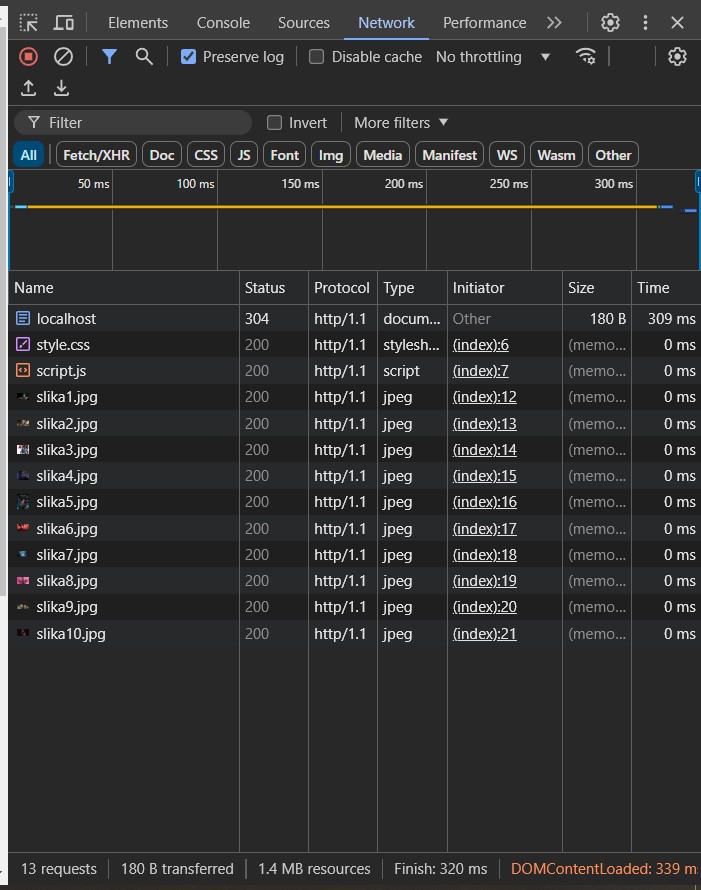 Elements Console Sources Network Performance
Preserve log Disable cache No throttling
Filter Invert More filters
All Fetch/XHR Doc CSS JS Font Img Media Manifest WS Wasm Other
50 ms 100 ms 150 ms 200 ms 250 ms 300 ms
Name Status Protocol Type Initiator Size Time
localhost 304 http/1.1 docum... Other 180 B 309 ms
style.css 200 http/1.1 stylesh... (index):6 (memo... 0 ms
script.js 200 http/1.1 script (index):7 (memo... 0 ms
slika1.jpg 200 http/1.1 jpeg (index):12 (memo... 0 ms
slika2.jpg 200 http/1.1 jpeg (index):13 (memo... 0 ms
slika3.jpg 200 http/1.1 jpeg (index):14 (memo... 0 ms
slika4.jpg 200 http/1.1 jpeg (index):15 (memo... 0 ms
slika5.jpg 200 http/1.1 jpeg (index):16 (memo... 0 ms
slika6.jpg 200 http/1.1 jpeg (index):17 (memo... 0 ms
slika7.jpg 200 http/1.1 jpeg (index):18 (memo... 0 ms
slika8.jpg 200 http/1.1 jpeg (index):19 (memo... 0 ms
slika9.jpg 200 http/1.1 jpeg (index):20 (memo... 0 ms
slika10.jpg 200 http/1.1 jpeg (index):21 (memo... 0 ms
13 requests 180 B transferred 1.4 MB resources Finish: 320 ms DOMContentLoaded: 339 m